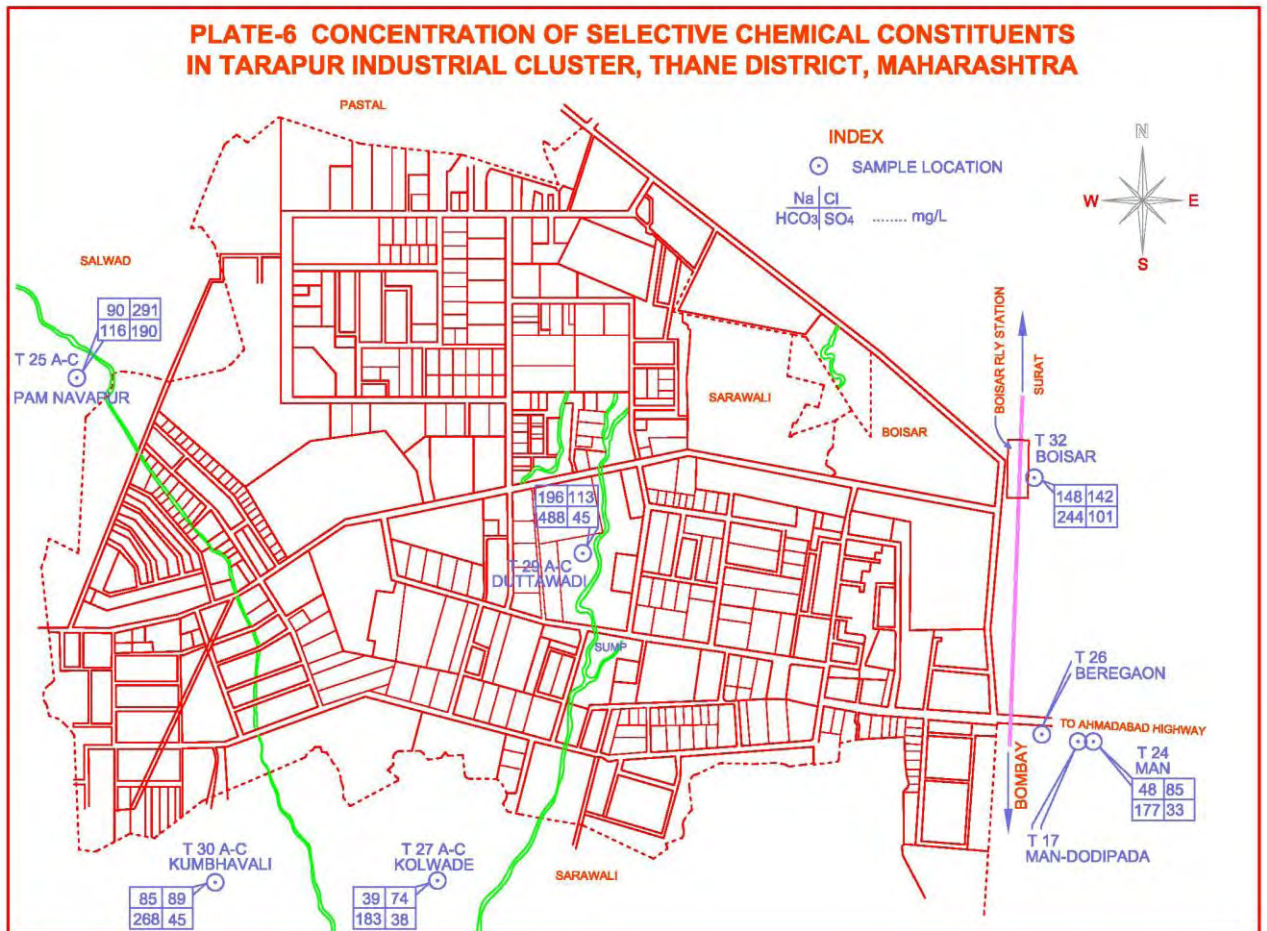 PLATE-6 CONCENTRATION OF SELECTIVE CHEMICAL CONSTITUENTS
IN TARAPUR INDUSTRIAL CLUSTER, THANE DISTRICT, MAHARASHTRA
PASTAL
INDEX
SAMPLE LOCATION
Na Cl
HCO3 SO4 ........ mg/L
N
W E
S
SALWAD
90 291
116 190
T 25 A-C
PAM NAVAPUR
BOISAR RLY STATION
SURAT
SARAWALI
BOISAR
T 32
BOISAR
148 142
244 101
196 113
488 45
T 29 A-C
DUTTAWADI
SUMP
T 26
BEREGAON
TO AHMADABAD HIGHWAY
T 24
MAN
48 85
177 33
BOMBAY
T 17
MAN-DODIPADA
T 30 A-C
KUMBHAVALI
85 89
268 45
T 27 A-C
KOLWADE
39 74
183 38
SARAWALI